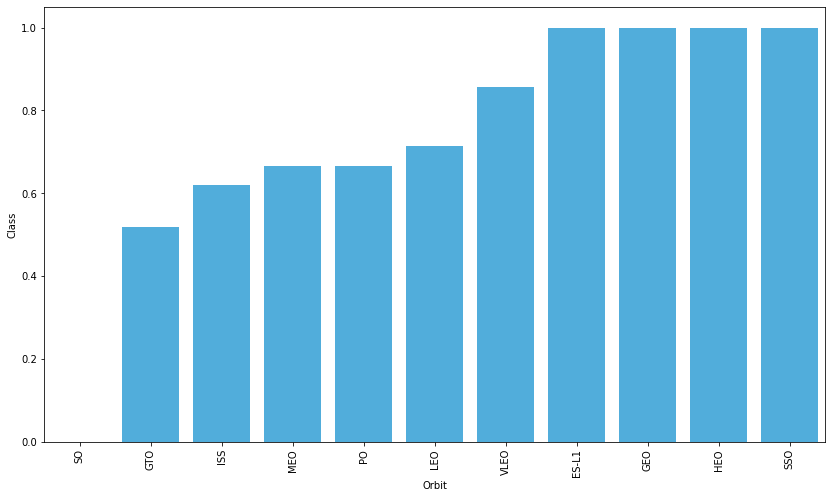 1.0
0.8
0.6
0.4
0.2
0.0
Class
SO
GTO
ISS
MEO
PO
LEO
VLEO
ES-L1
GEO
HEO
SSO
Orbit